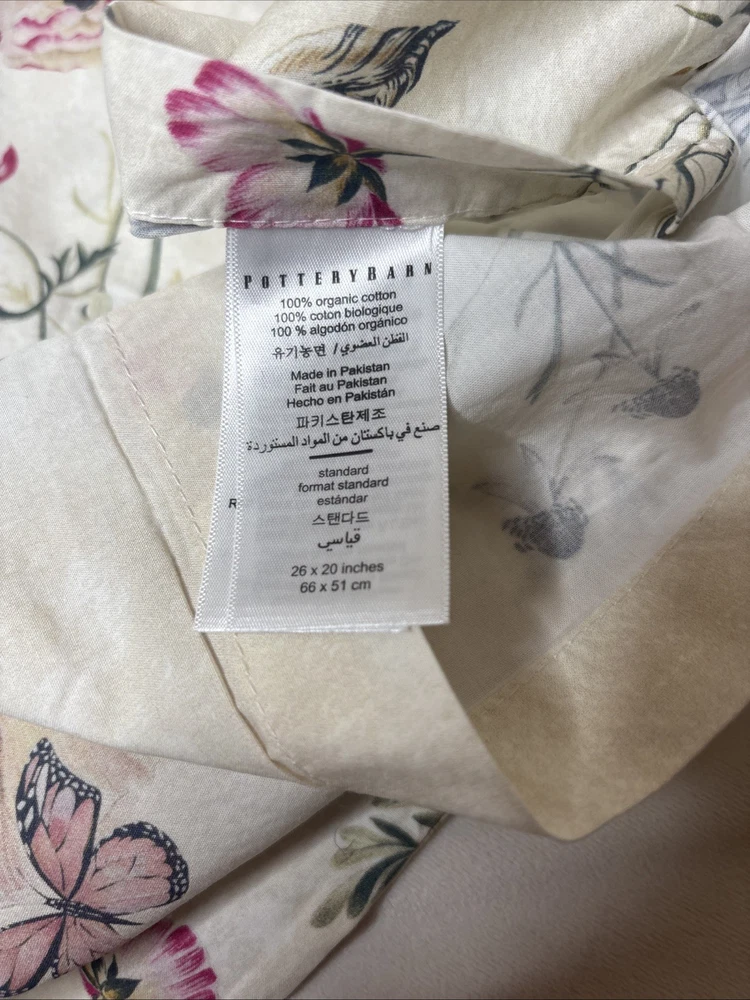 POTTERYBARN
100% organic cotton
100% coton biologique
100 % algodón orgánico
유기농면 / القطن العضوي
Made in Pakistan
Fait au Pakistan
Hecho en Pakistán
파키스탄제조
صنع في باكستان من المواد المستوردة
standard
format standard
estándar
스탠다드
قياسي
26 x 20 inches
66 x 51 cm
R